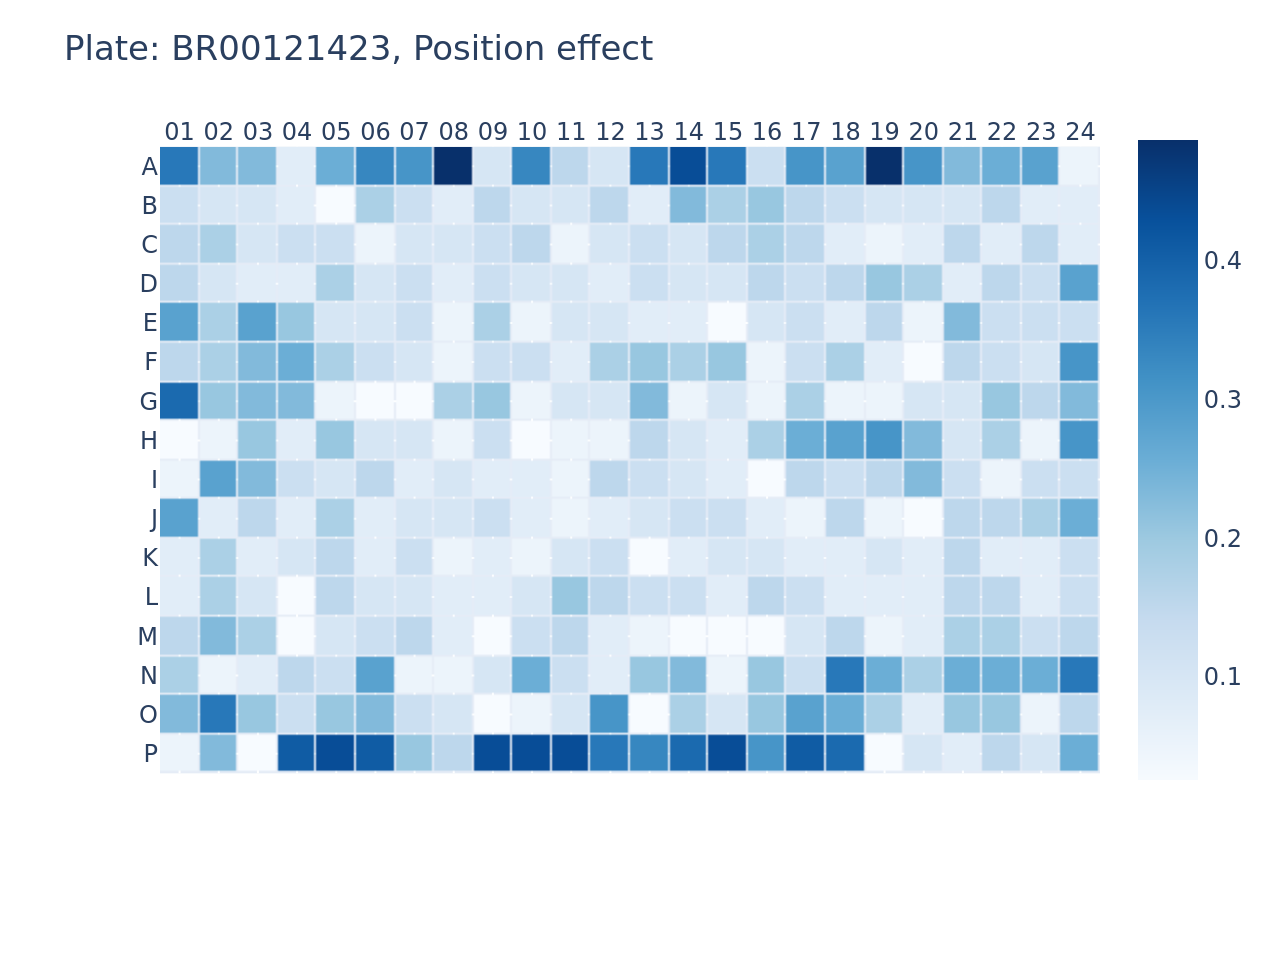 Plate: BR00121423, Position effect
01 02 03 04 05 06 07 08 09 10 11 12 13 14 15 16 17 18 19 20 21 22 23 24
A
B
C
D
E
F
G
H
I
J
K
L
M
N
O
P
0.4
0.3
0.2
0.1